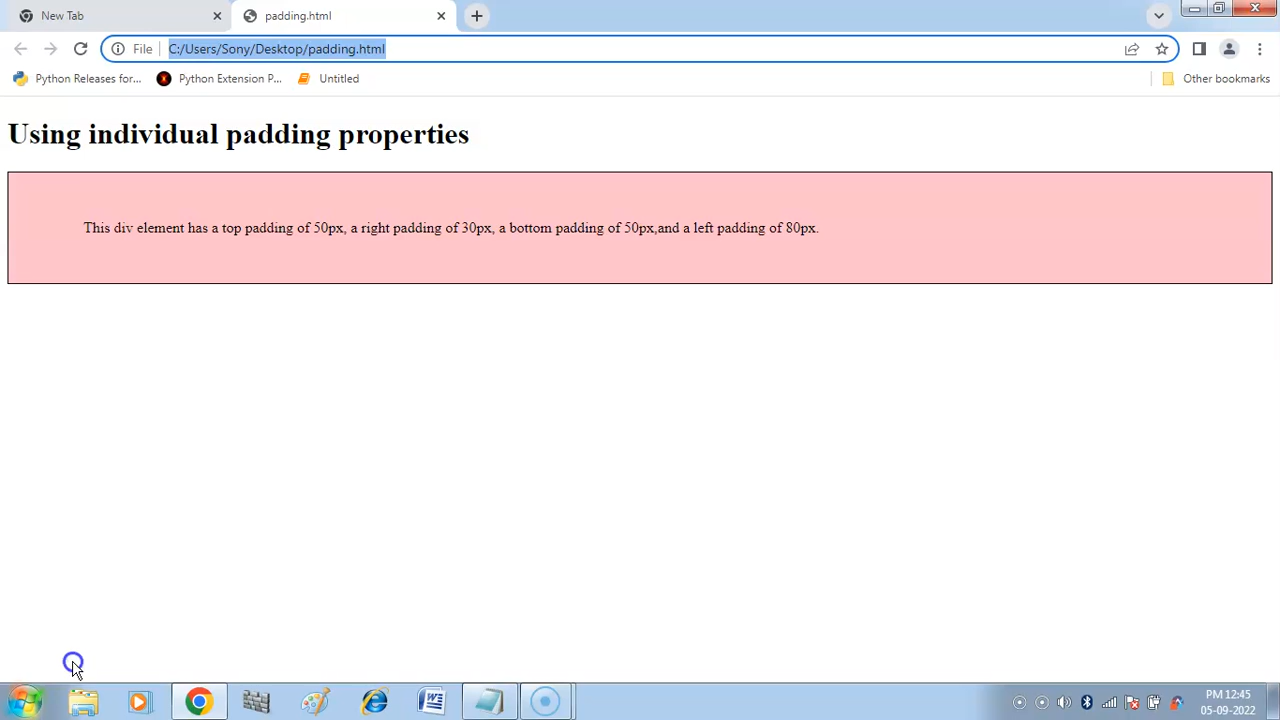 New Tab
padding.html
File
C:/Users/Sony/Desktop/padding.html
Python Releases for...
Python Extension P...
Untitled
Other bookmarks
Using individual padding properties
This div element has a top padding of 50px, a right padding of 30px, a bottom padding of 50px,and a left padding of 80px.
PM 12:45
05-09-2022